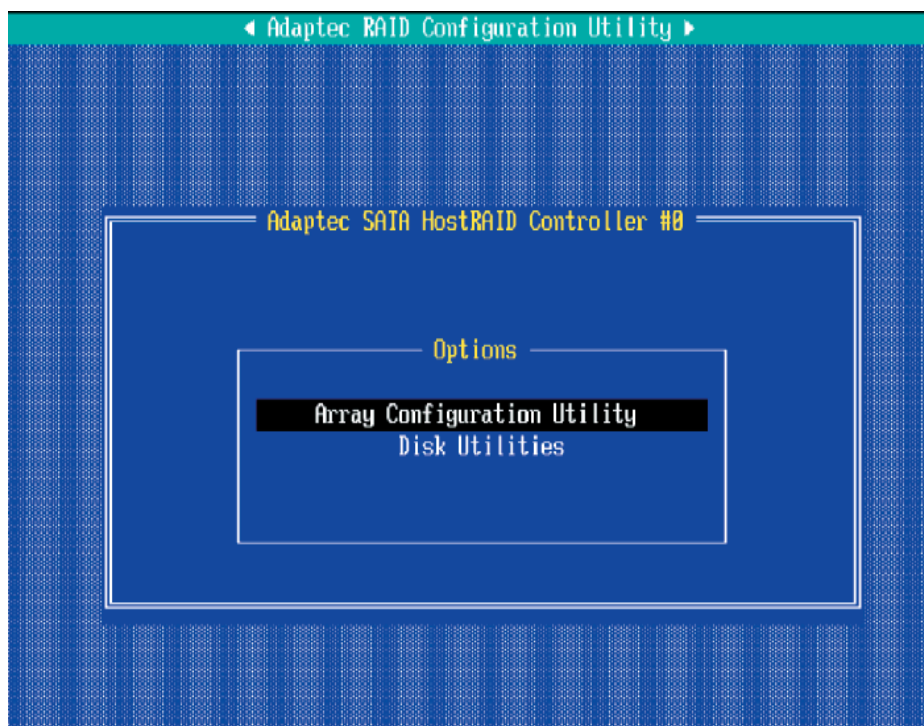 Adaptec RAID Configuration Utility
Adaptec SATA HostRAID Controller #0
Options
Array Configuration Utility
Disk Utilities